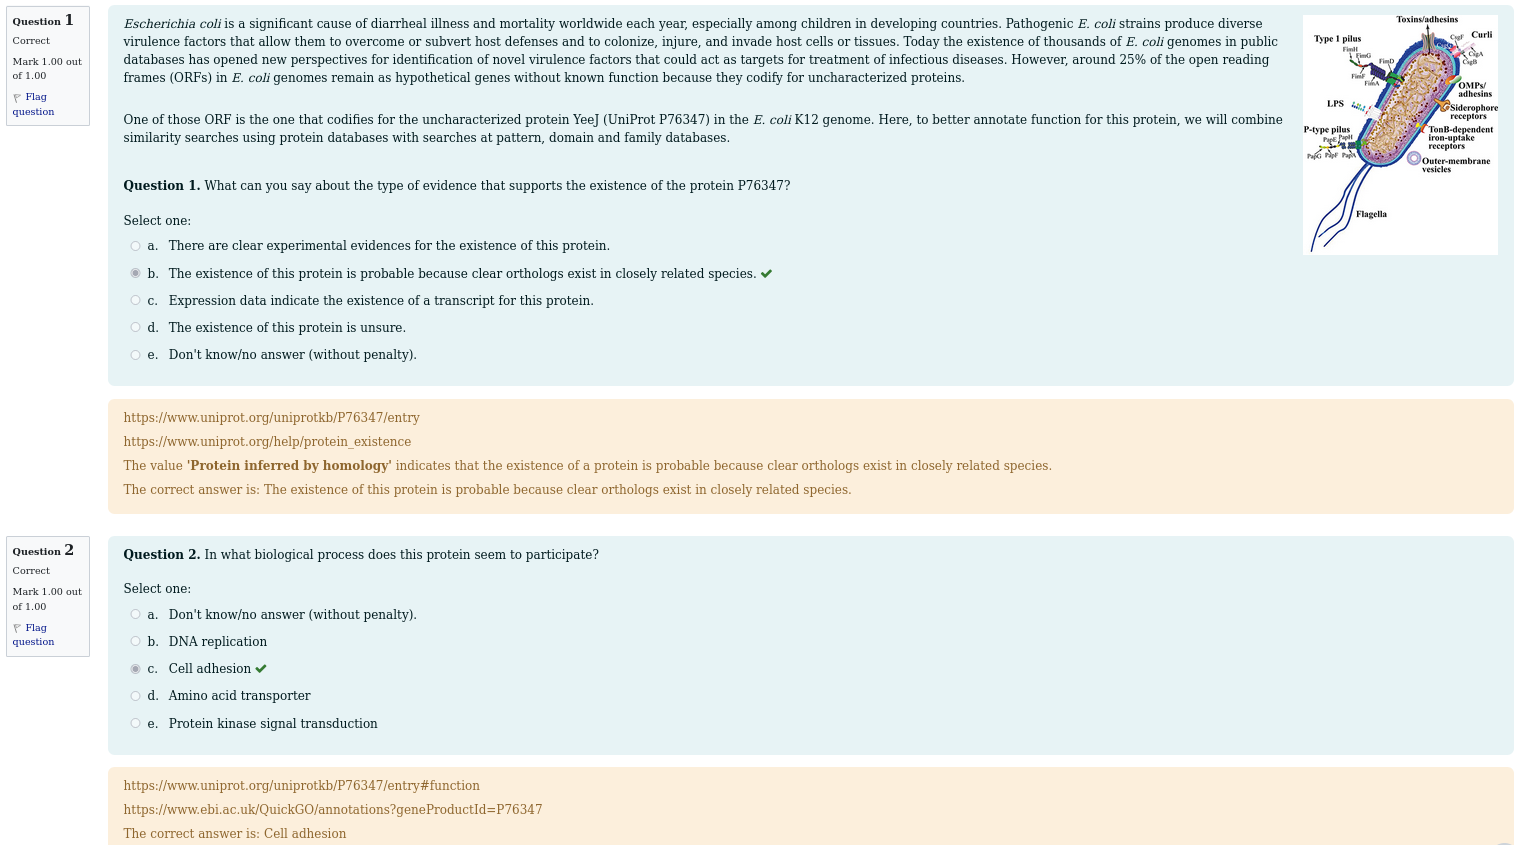 Question 1
Correct
Mark 1.00 out
of 1.00
Flag
question
Escherichia coli is a significant cause of diarrheal illness and mortality worldwide each year, especially among children in developing countries. Pathogenic E. coli strains produce diverse
virulence factors that allow them to overcome or subvert host defenses and to colonize, injure, and invade host cells or tissues. Today the existence of thousands of E. coli genomes in public
databases has opened new perspectives for identification of novel virulence factors that could act as targets for treatment of infectious diseases. However, around 25% of the open reading
frames (ORFs) in E. coli genomes remain as hypothetical genes without known function because they codify for uncharacterized proteins.
One of those ORF is the one that codifies for the uncharacterized protein YeeJ (UniProt P76347) in the E. coli K12 genome. Here, to better annotate function for this protein, we will combine
similarity searches using protein databases with searches at pattern, domain and family databases.
Toxins/adhesins
Type 1 pilus
FimH
FimG
FimF
FimA
FimD
CsgF
Curli
CsgA
CsgB
OMPs/
adhesins
LPS
Siderophore
receptors
P-type pilus
PapE
PapH
PapG
PapF
PapA
TonB-dependent
iron-uptake
receptors
Outer-membrane
vesicles
Flagella
Question 1. What can you say about the type of evidence that supports the existence of the protein P76347?
Select one:
a. There are clear experimental evidences for the existence of this protein.
b. The existence of this protein is probable because clear orthologs exist in closely related species.
c. Expression data indicate the existence of a transcript for this protein.
d. The existence of this protein is unsure.
e. Don't know/no answer (without penalty).
https://www.uniprot.org/uniprotkb/P76347/entry
https://www.uniprot.org/help/protein_existence
The value 'Protein inferred by homology' indicates that the existence of a protein is probable because clear orthologs exist in closely related species.
The correct answer is: The existence of this protein is probable because clear orthologs exist in closely related species.
Question 2
Correct
Mark 1.00 out
of 1.00
Flag
question
Question 2. In what biological process does this protein seem to participate?
Select one:
a. Don't know/no answer (without penalty).
b. DNA replication
c. Cell adhesion
d. Amino acid transporter
e. Protein kinase signal transduction
https://www.uniprot.org/uniprotkb/P76347/entry#function
https://www.ebi.ac.uk/QuickGO/annotations?geneProductId=P76347
The correct answer is: Cell adhesion